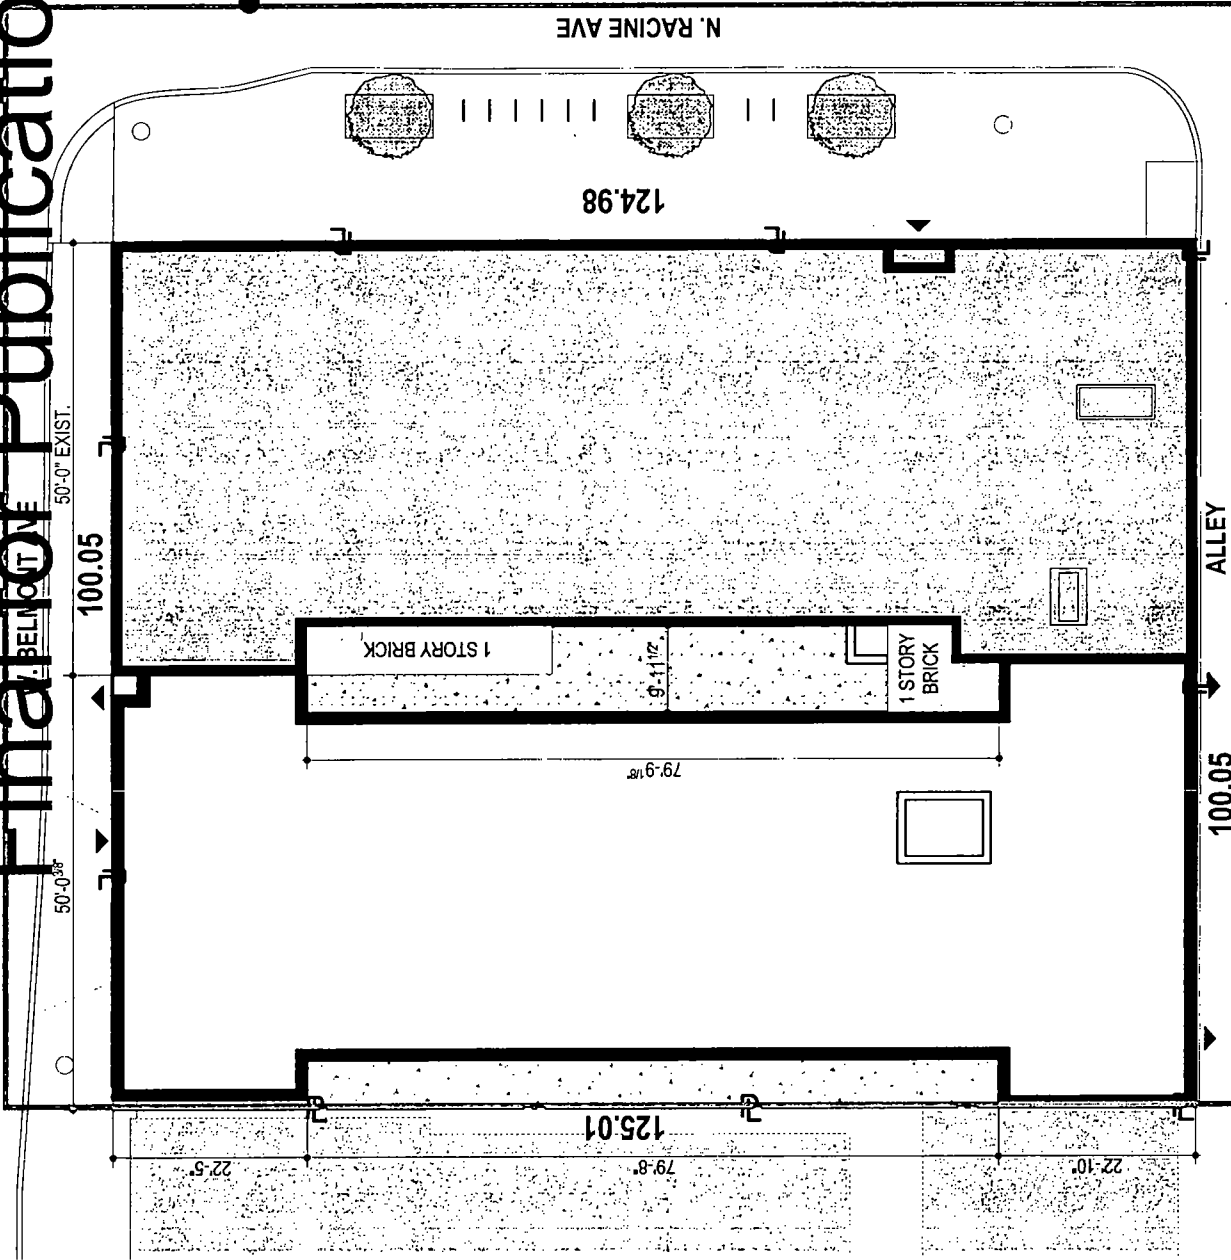 Final for Publicatio
N. RACINE AVE
124.98
W. BELMONT AVE
50'-0" EXIST.
100.05
1 STORY BRICK
9'-11 1/2"
1 STORY
BRICK
ALLEY
79'-9 1/8"
50'-0 3/8"
100.05
125.01
22'-5"
79'-8"
22'-10"